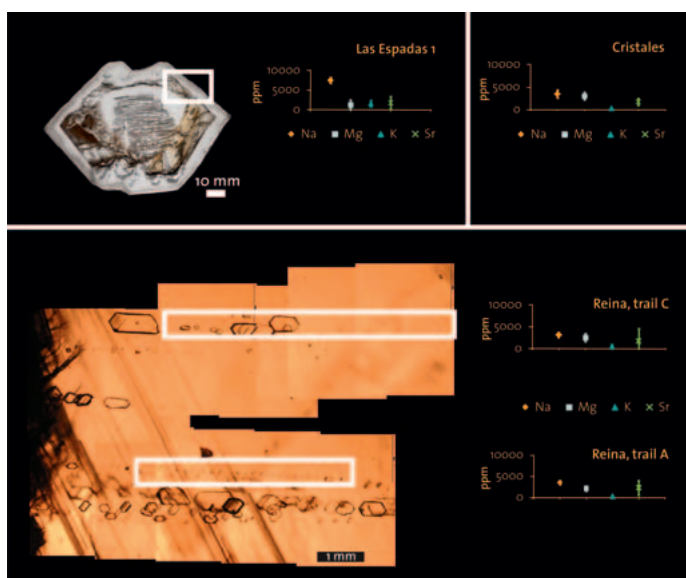 Las Espadas 1
10000
5000
0
ppm
Na Mg K Sr
10 mm
Cristales
10000
5000
0
ppm
Na Mg K Sr
Reina, trail C
10000
5000
0
ppm
Na Mg K Sr
Reina, trail A
10000
5000
0
ppm
1 mm